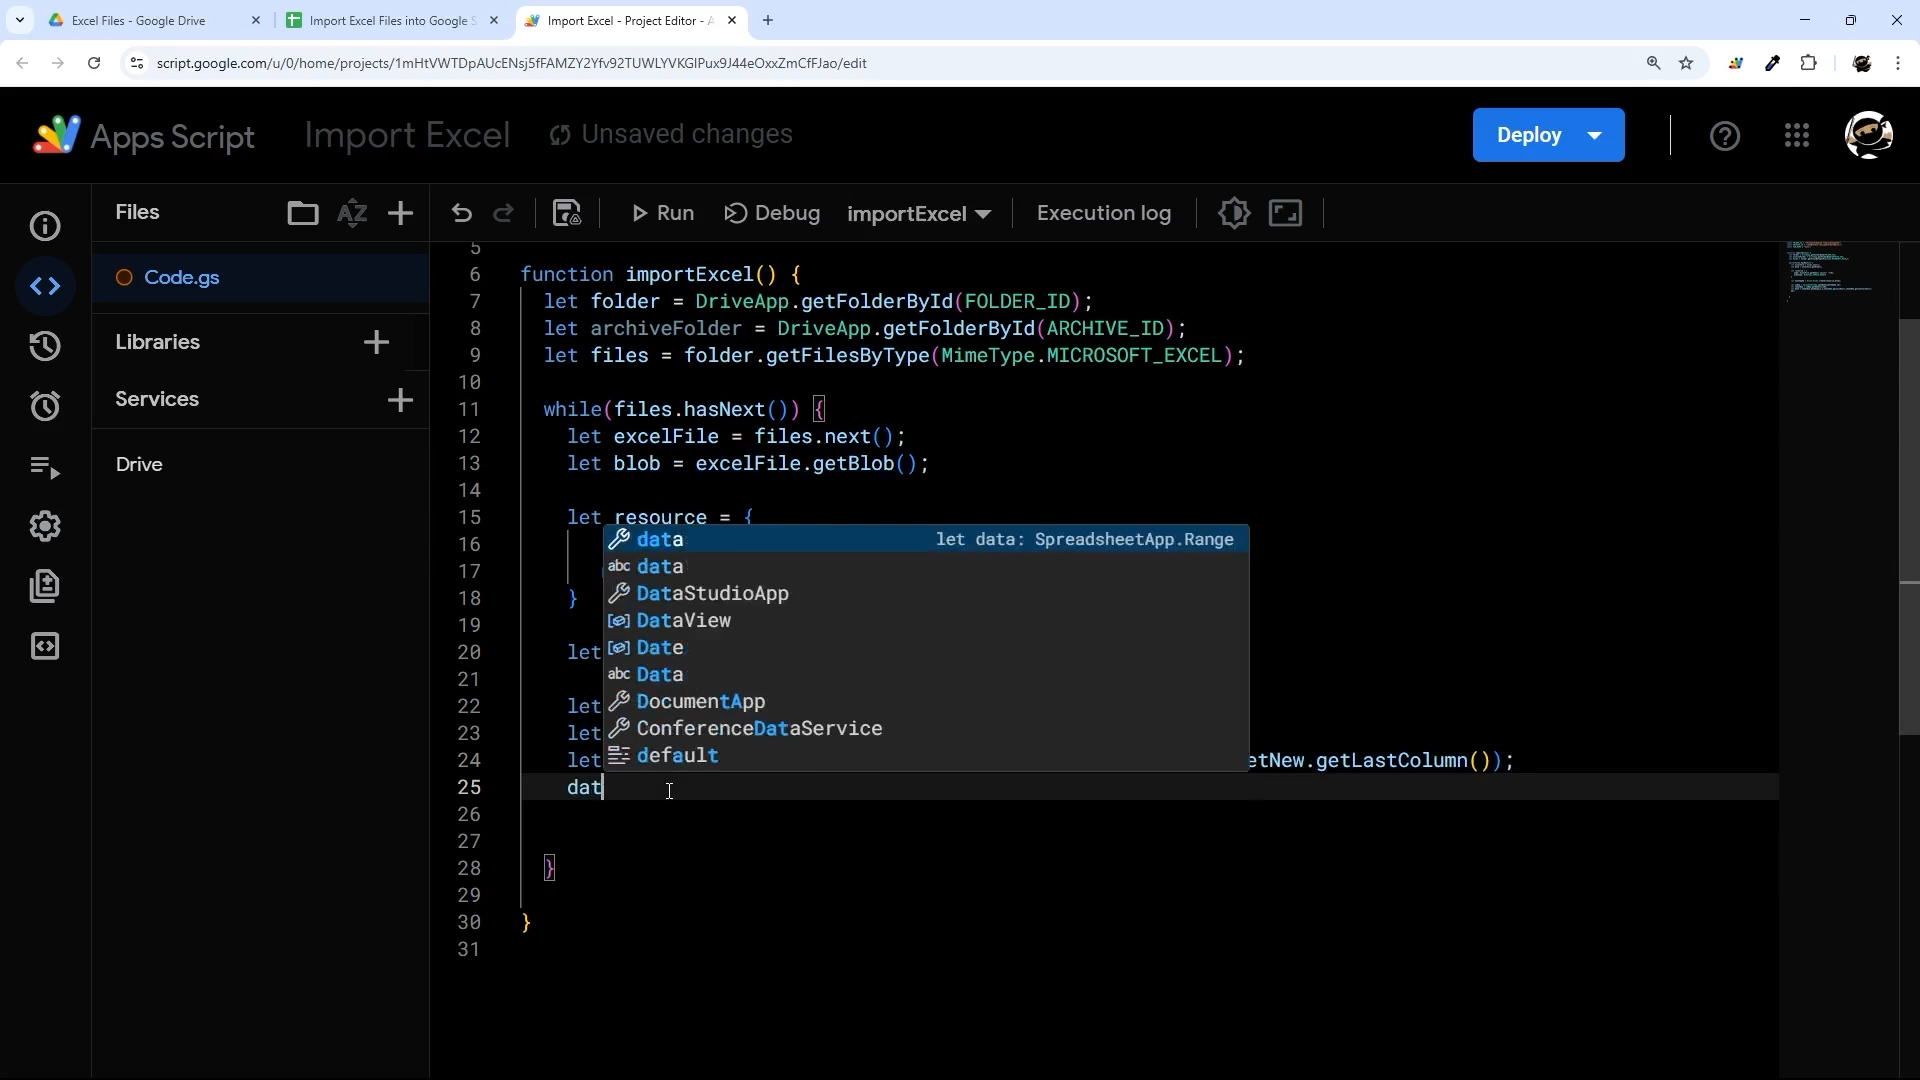 Excel Files - Google Drive
Import Excel Files into Google S
Import Excel - Project Editor - A
script.google.com/u/0/home/projects/1mHtVWTDpAUcENsj5fFAMZY2Yfv92TUWLYVKGlPux9J44eOxxZmCfFJao/edit
Apps Script
Import Excel
Unsaved changes
Deploy
Files
Run
Debug
importExcel
Execution log
Code.gs
Libraries
Services
Drive
5
6 function importExcel() {
7 let folder = DriveApp.getFolderById(FOLDER_ID);
8 let archiveFolder = DriveApp.getFolderById(ARCHIVE_ID);
9 let files = folder.getFilesByType(MimeType.MICROSOFT_EXCEL);
10
11 while(files.hasNext()) {
12 let excelFile = files.next();
13 let blob = excelFile.getBlob();
14
15 let resource = {
16
17
18 }
19
20 let
21
22 let
23 let
24 let etNew.getLastColumn());
25 dat
26
27
28 }
29
30 }
31
data let data: SpreadsheetApp.Range
abc data
DataStudioApp
DataView
Date
abc Data
DocumentApp
ConferenceDataService
default